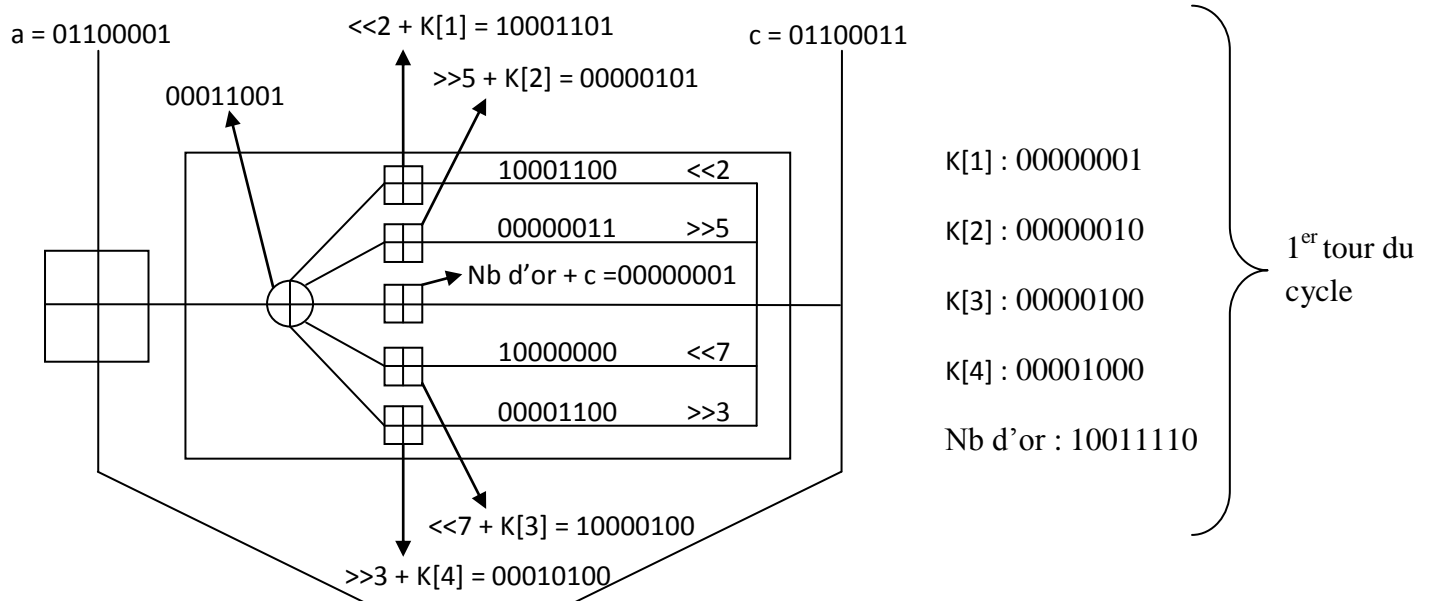 a = 01100001
<<2 + K[1] = 10001101
c = 01100011
>>5 + K[2] = 00000101
00011001
10001100 <<2
00000011 >>5
Nb d’or + c =00000001
10000000 <<7
00001100 >>3
<<7 + K[3] = 10000100
>>3 + K[4] = 00010100
K[1] : 00000001
K[2] : 00000010
K[3] : 00000100
K[4] : 00001000
Nb d’or : 10011110
1er tour du
cycle